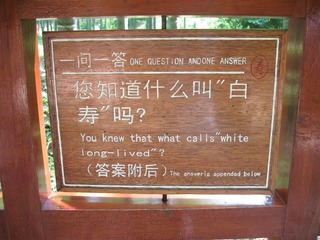 一问一答 ONE QUESTION ANDONE ANSWER
您知道什么叫"白
寿"吗?
You knew that what calls"white
long-lived"?
(答案附后)The answeris appended below